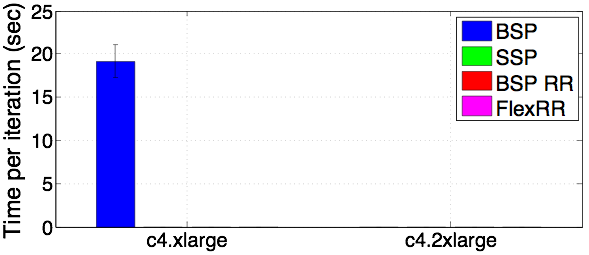 Time per iteration (sec)
25
20
15
10
5
0
BSP
SSP
BSP RR
FlexRR
c4.xlarge
c4.2xlarge